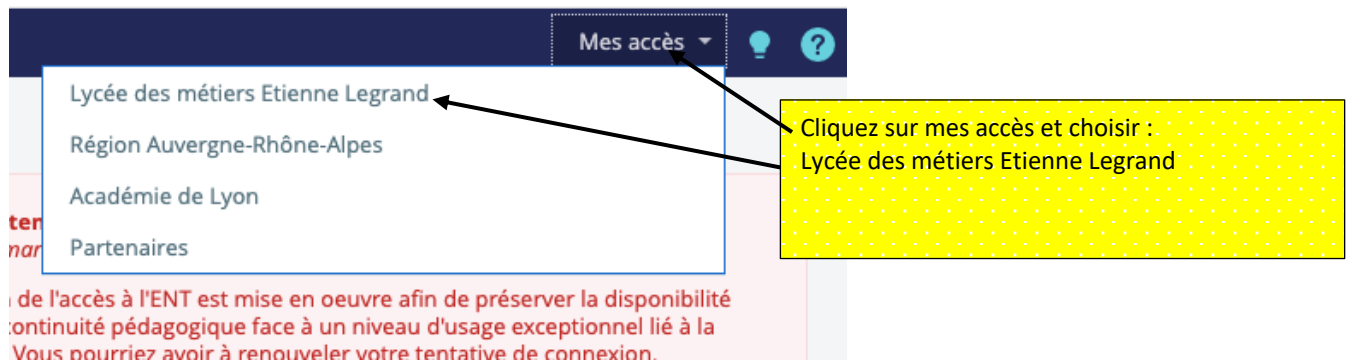 Mes accès
?
Lycée des métiers Etienne Legrand
Région Auvergne-Rhône-Alpes
Académie de Lyon
Partenaires
Cliquez sur mes accès et choisir :
Lycée des métiers Etienne Legrand
ten
mar
de l'accès à l'ENT est mise en oeuvre afin de préserver la disponibilité
continuité pédagogique face à un niveau d'usage exceptionnel lié à la
Vous pourriez avoir à renouveler votre tentative de connexion.